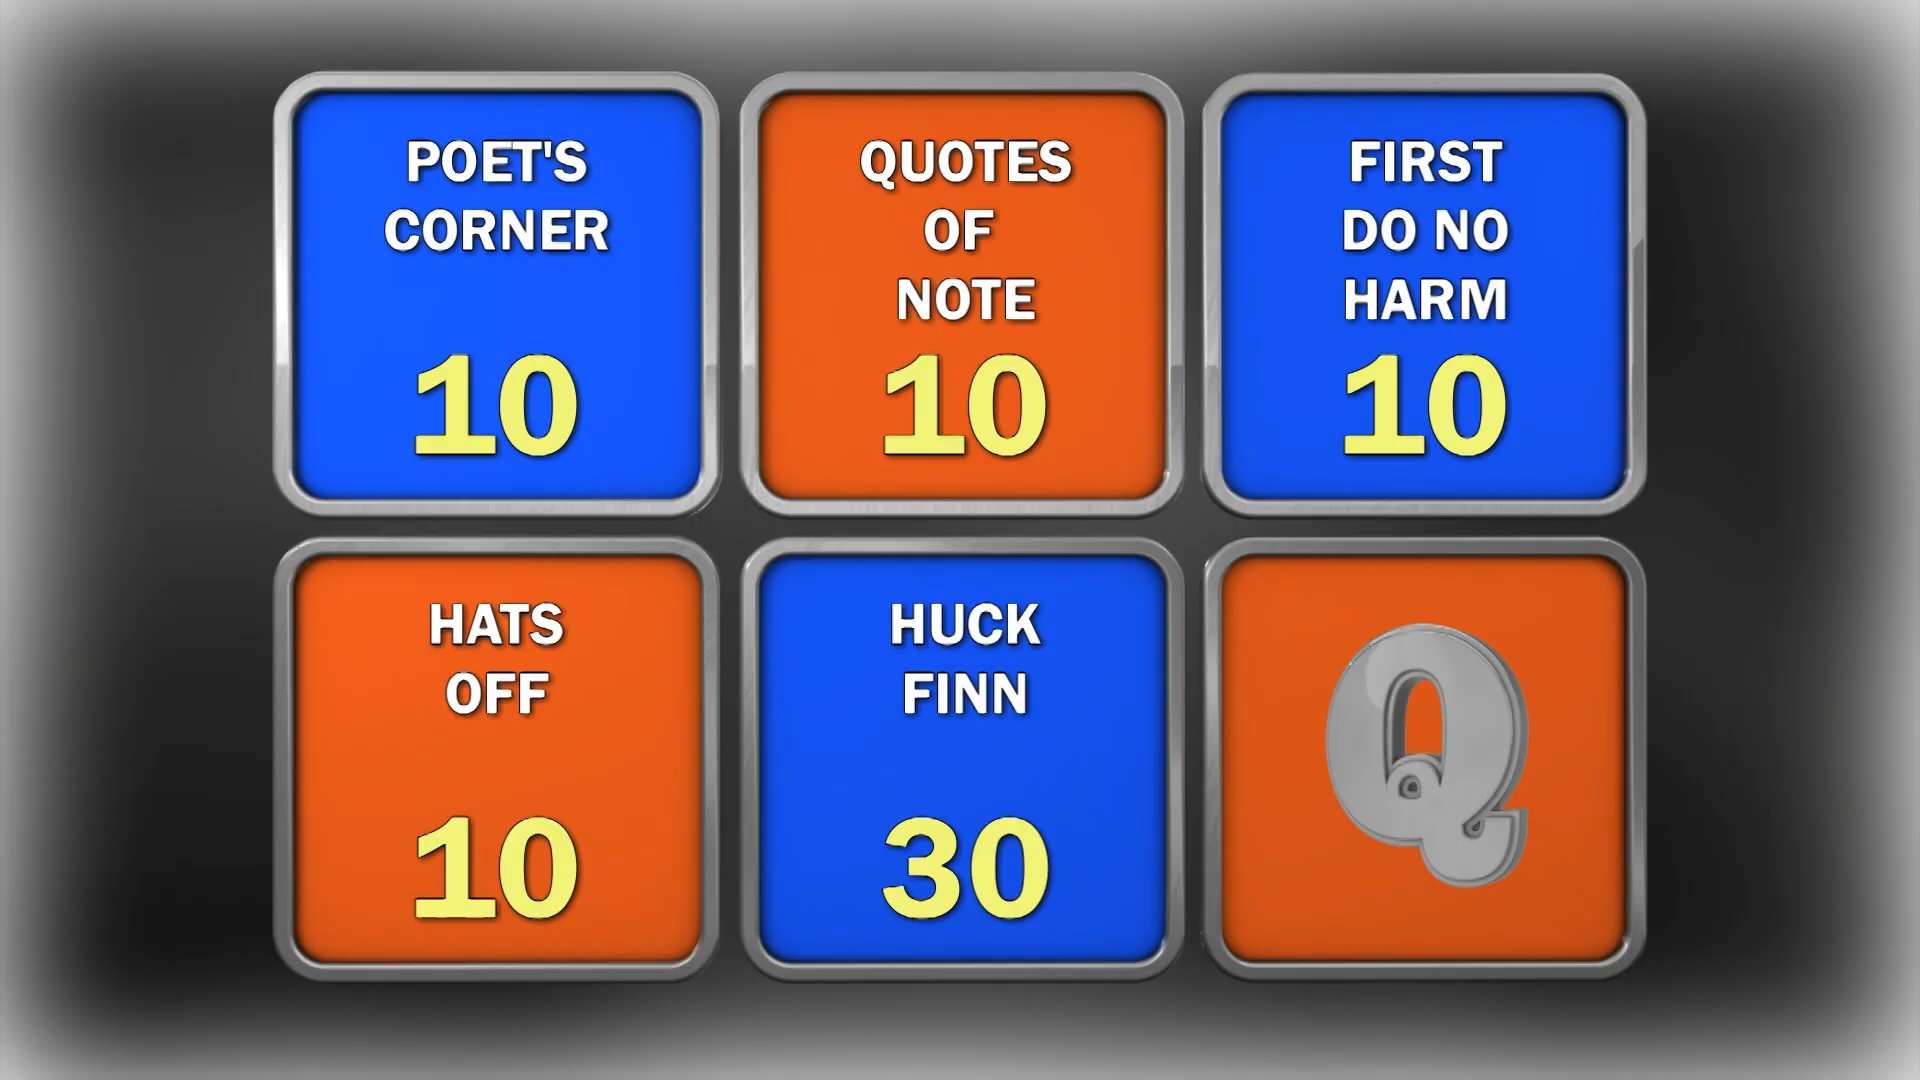 POET'S
CORNER
10
QUOTES
OF
NOTE
10
FIRST
DO NO
HARM
10
HATS
OFF
10
HUCK
FINN
30
Q